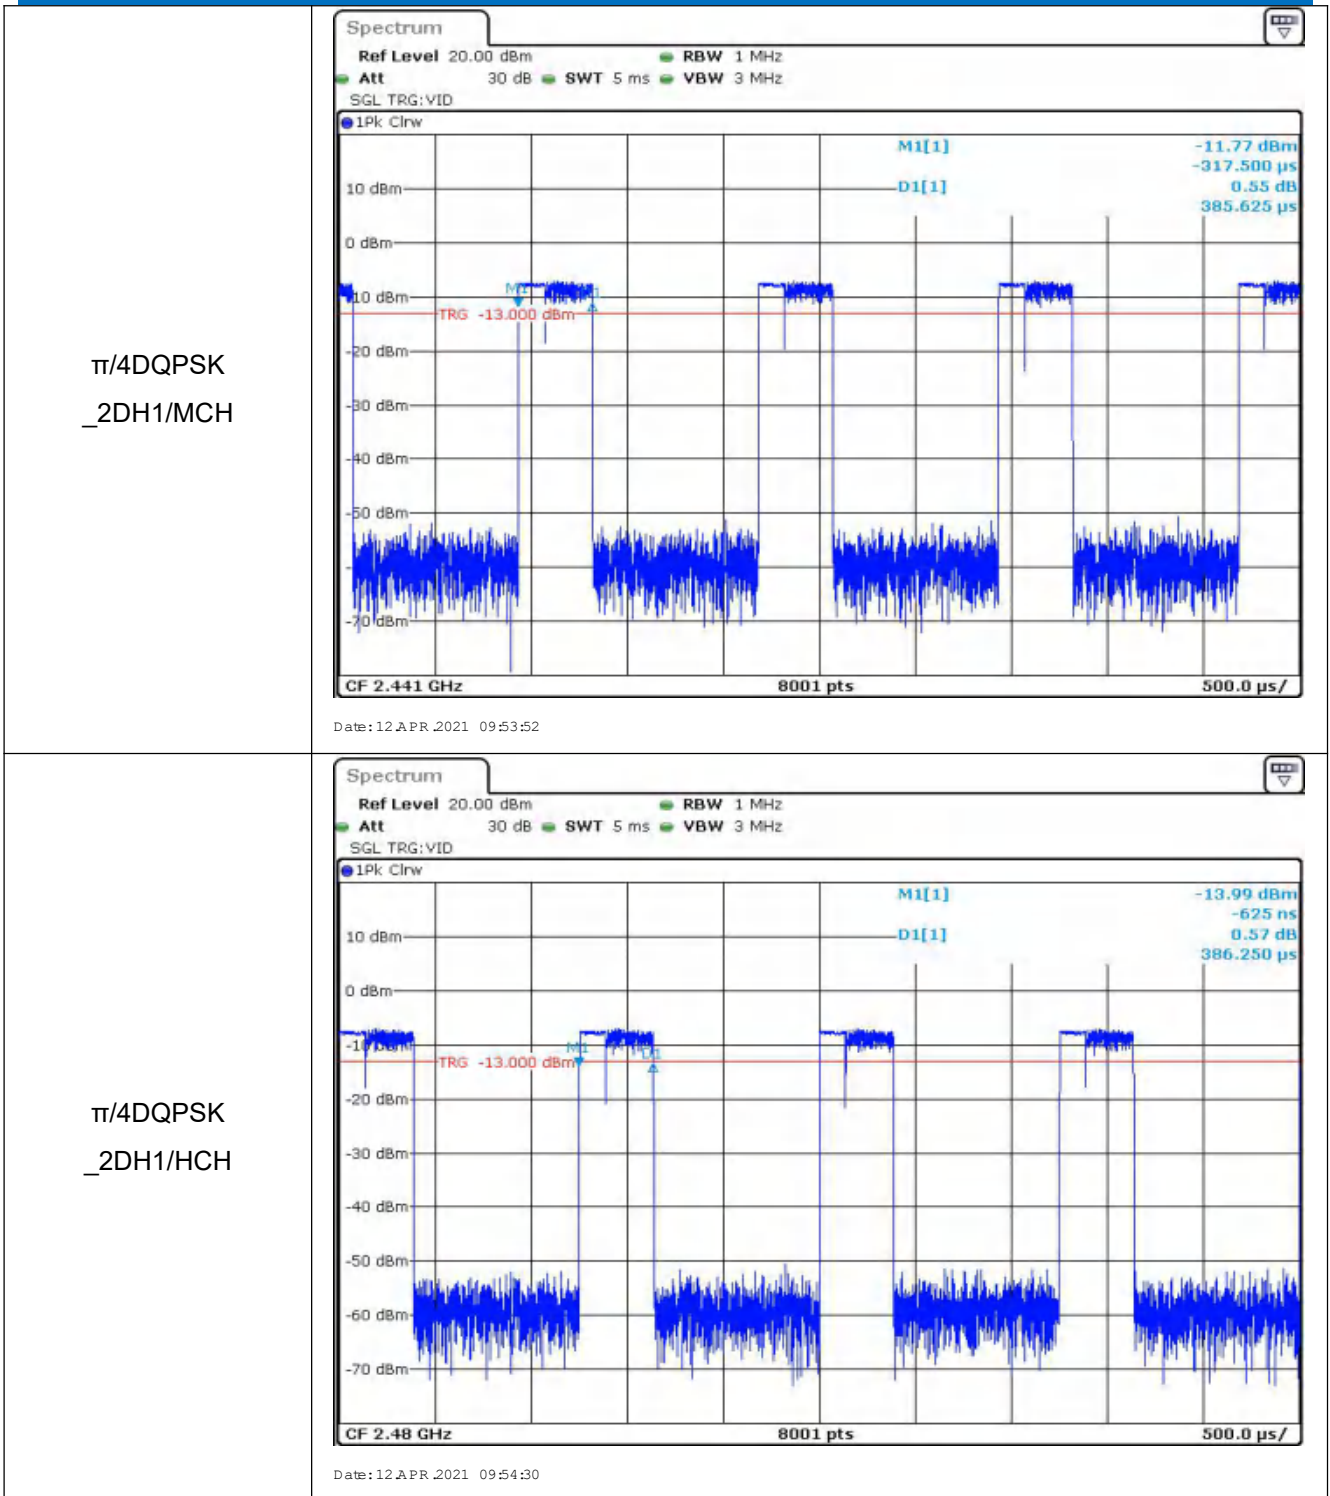 π/4DQPSK
_2DH1/MCH
Spectrum
Ref Level 20.00 dBm RBW 1 MHz
Att 30 dB SWT 5 ms VBW 3 MHz
SGL TRG:VID
1Pk Clrw
M1[1] -11.77 dBm
-317.500 µs
10 dBm D1[1] 0.55 dB
385.625 µs
0 dBm
M1
-10 dBm
TRG -13.000 dBm
-20 dBm
-30 dBm
-40 dBm
-50 dBm
-70 dBm
CF 2.441 GHz 8001 pts 500.0 µs/
Date:12.APR.2021 09:53:52
π/4DQPSK
_2DH1/HCH
Spectrum
Ref Level 20.00 dBm RBW 1 MHz
Att 30 dB SWT 5 ms VBW 3 MHz
SGL TRG:VID
1Pk Clrw
M1[1] -13.99 dBm
-625 ns
10 dBm D1[1] 0.57 dB
386.250 µs
0 dBm
-10 dBm M1 D1
TRG -13.000 dBm
-20 dBm
-30 dBm
-40 dBm
-50 dBm
-60 dBm
-70 dBm
CF 2.48 GHz 8001 pts 500.0 µs/
Date:12.APR.2021 09:54:30